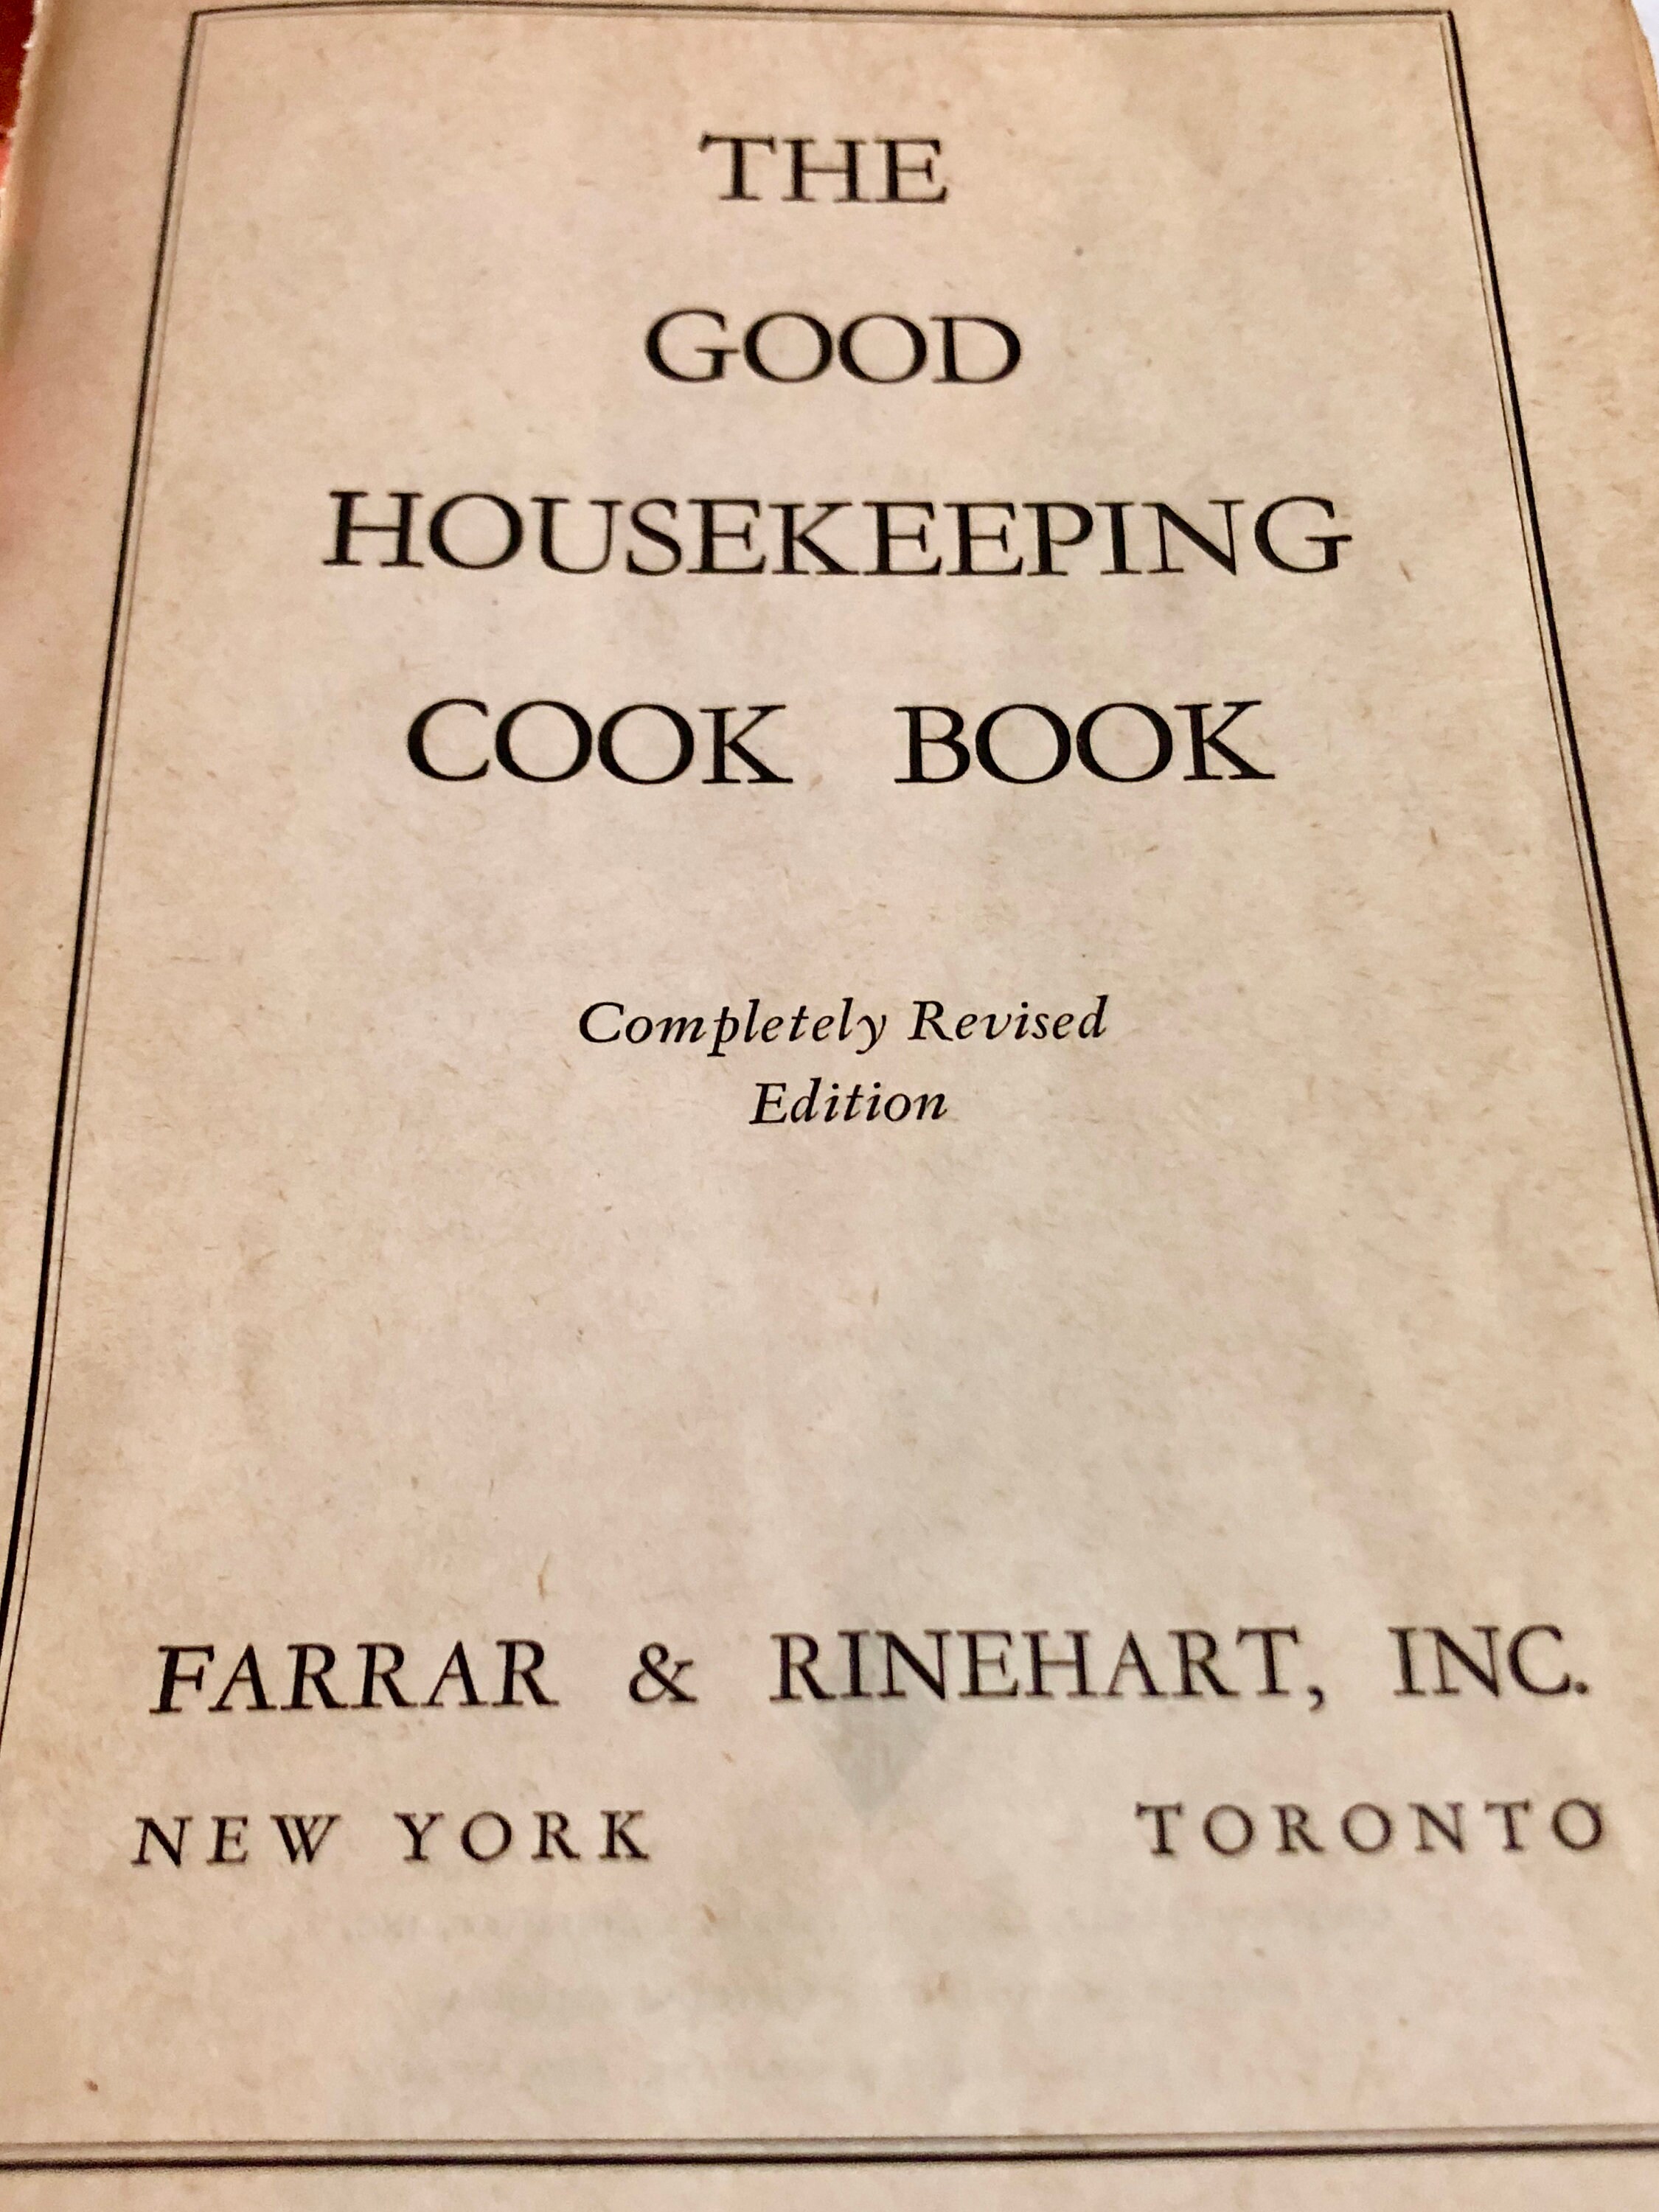 THE
GOOD
HOUSEKEEPING
COOK BOOK
Completely Revised
Edition
FARRAR & RINEHART, INC.
NEW YORK TORONTO